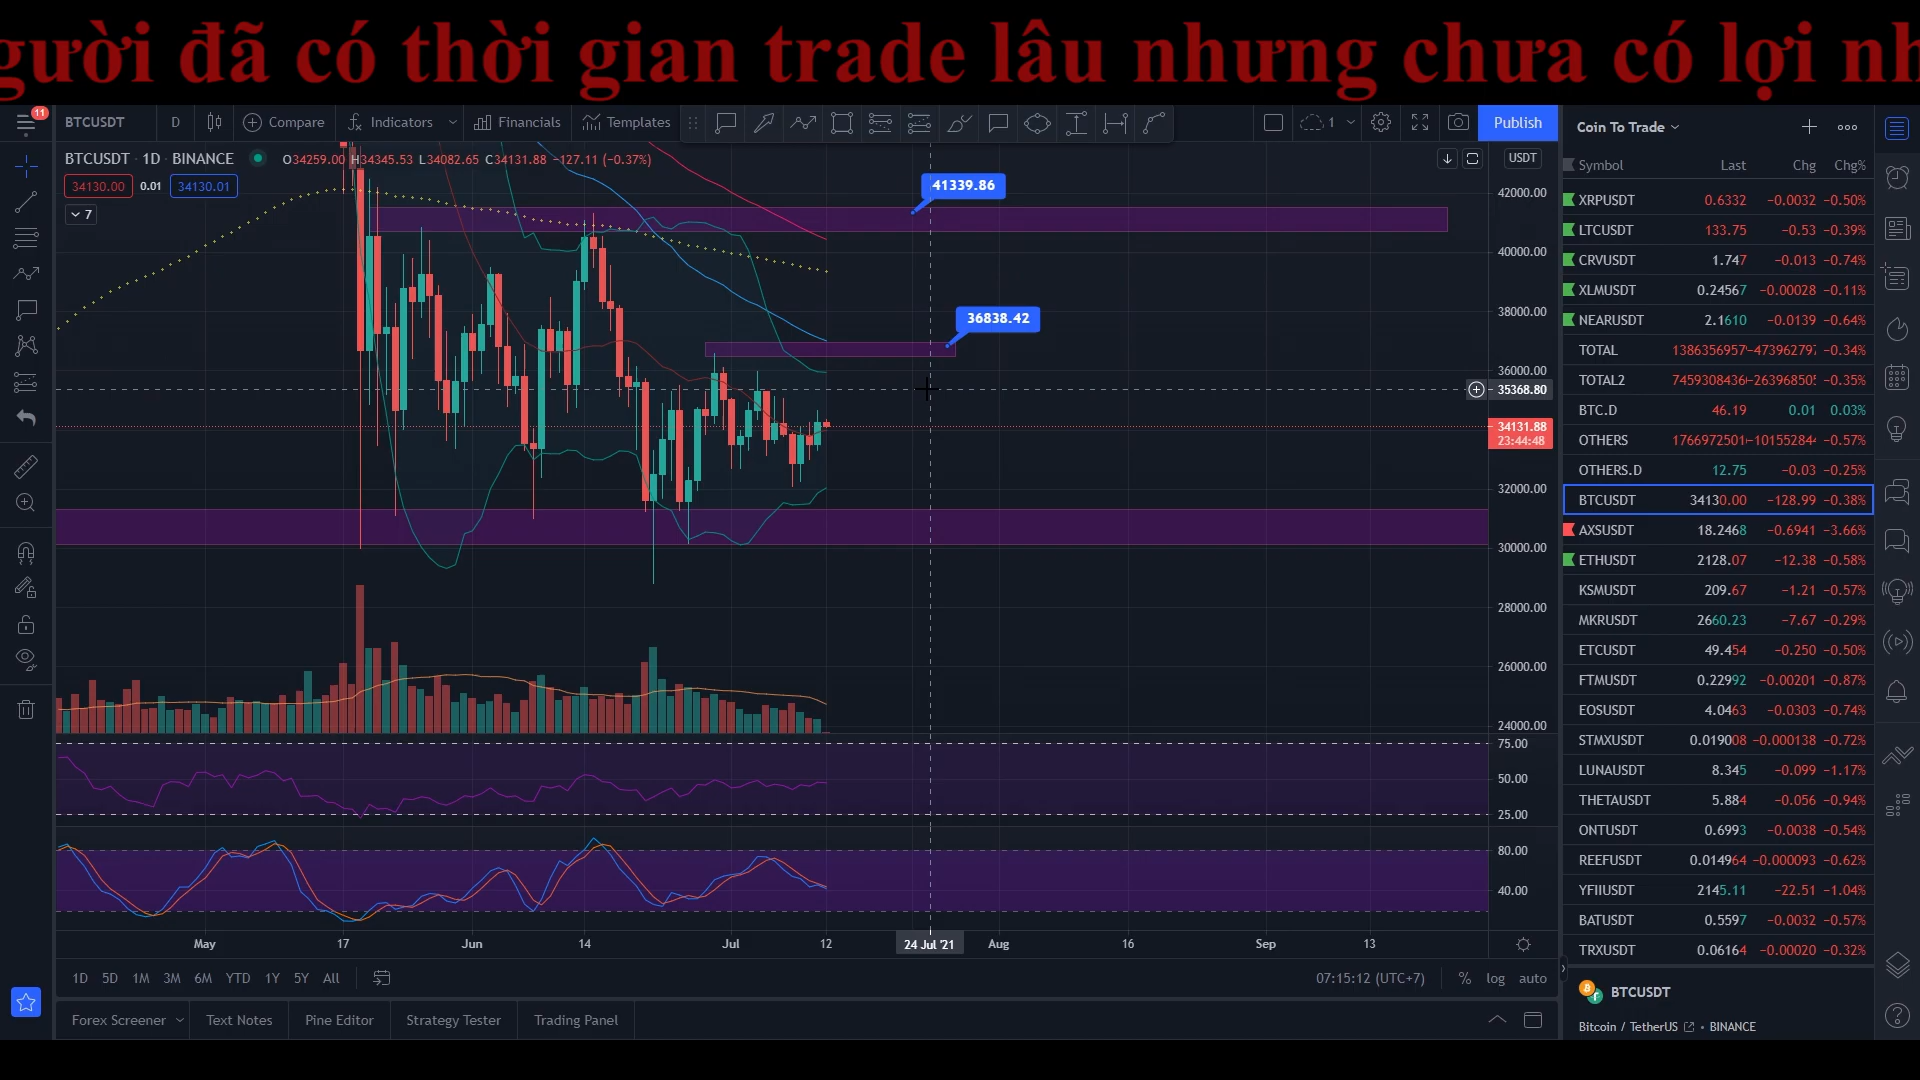 gười đã có thời gian trade lâu nhưng chưa có lợi nh
11
BTCUSDT D Compare Indicators Financials Templates 1 Publish
BTCUSDT · 1D · BINANCE O34259.00 H34345.53 L34082.65 C34131.88 −127.11 (−0.37%)
34130.00 0.01 34130.01
7
USDT
41339.86
36838.42
42000.00
40000.00
38000.00
36000.00
35368.80
34131.88
23:44:48
32000.00
30000.00
28000.00
26000.00
24000.00
75.00
50.00
25.00
80.00
40.00
May 17 Jun 14 Jul 12 24 Jul '21 Aug 16 Sep 13
1D 5D 1M 3M 6M YTD 1Y 5Y All 07:15:12 (UTC+7) % log auto
Forex Screener Text Notes Pine Editor Strategy Tester Trading Panel
Coin To Trade
Symbol Last Chg Chg%
XRPUSDT 0.6332 −0.0032 −0.50%
LTCUSDT 133.75 −0.53 −0.39%
CRVUSDT 1.747 −0.013 −0.74%
XLMUSDT 0.24567 −0.00028 −0.11%
NEARUSDT 2.1610 −0.0139 −0.64%
TOTAL −0.34%
TOTAL2 −0.35%
BTC.D 46.19 0.01 0.03%
OTHERS −0.57%
OTHERS.D 12.75 −0.03 −0.25%
BTCUSDT 34130.00 −128.99 −0.38%
AXSUSDT 18.2468 −0.6941 −3.66%
ETHUSDT 2128.07 −12.38 −0.58%
KSMUSDT 209.67 −1.21 −0.57%
MKRUSDT 2660.23 −7.67 −0.29%
ETCUSDT 49.454 −0.250 −0.50%
FTMUSDT 0.22992 −0.00201 −0.87%
EOSUSDT 4.0463 −0.0303 −0.74%
STMXUSDT 0.019008 −0.000138 −0.72%
LUNAUSDT 8.345 −0.099 −1.17%
THETAUSDT 5.884 −0.056 −0.94%
ONTUSDT 0.6993 −0.0038 −0.54%
REEFUSDT 0.014964 −0.000093 −0.62%
YFIIUSDT 2145.11 −22.51 −1.04%
BATUSDT 0.5597 −0.0032 −0.57%
TRXUSDT 0.06164 −0.00020 −0.32%
BTCUSDT
Bitcoin / TetherUS • BINANCE